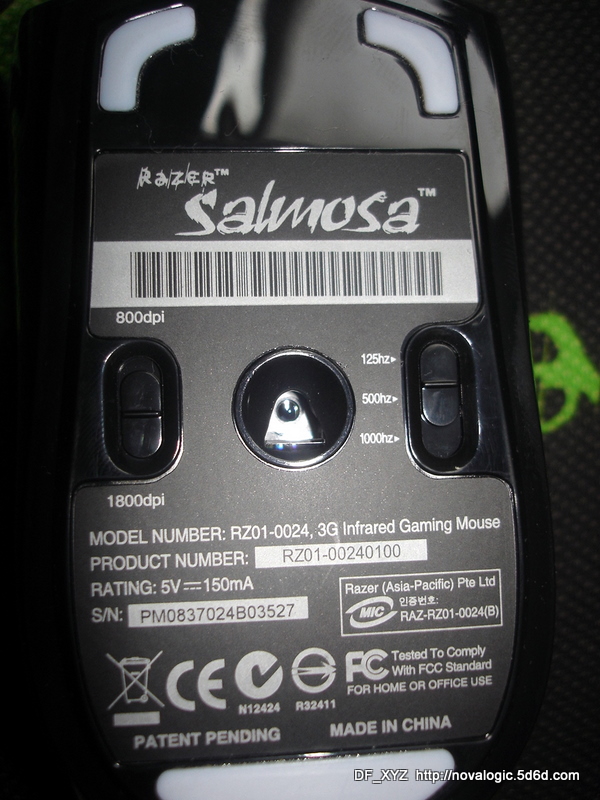 RAZER™
Salmosa™
800dpi
125hz
500hz
1000hz
1800dpi
MODEL NUMBER: RZ01-0024, 3G Infrared Gaming Mouse
PRODUCT NUMBER: RZ01-00240100
RATING: 5V⎓150mA
S/N: PM0837024B03527
Razer (Asia-Pacific) Pte Ltd
MIC 인증번호:
RAZ-RZ01-0024(B)
CE
FC Tested To Comply
With FCC Standard
FOR HOME OR OFFICE USE
N12424 R32411
PATENT PENDING MADE IN CHINA
DF_XYZ http://novalogic.5d6d.com/